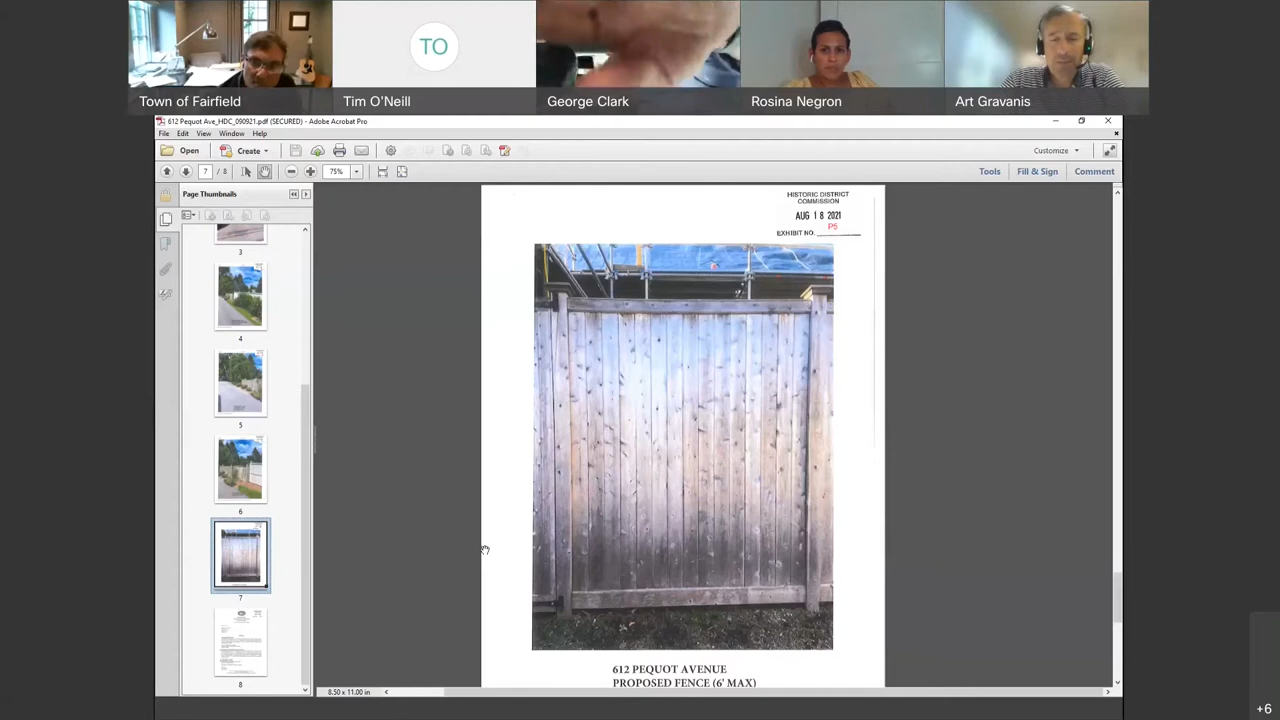 TO
Town of Fairfield
Tim O'Neill
George Clark
Rosina Negron
Art Gravanis
612 Pequot Ave_HDC_090921.pdf (SECURED) - Adobe Acrobat Pro
File Edit View Window Help
Open Create Customize
7 / 8 75% Tools Fill & Sign Comment
Page Thumbnails
3
4
5
6
7
8
HISTORIC DISTRICT
COMMISSION
AUG 18 2021
P5
EXHIBIT NO.
612 PEQUOT AVENUE
PROPOSED FENCE (6' MAX)
8.50 x 11.00 in
+6